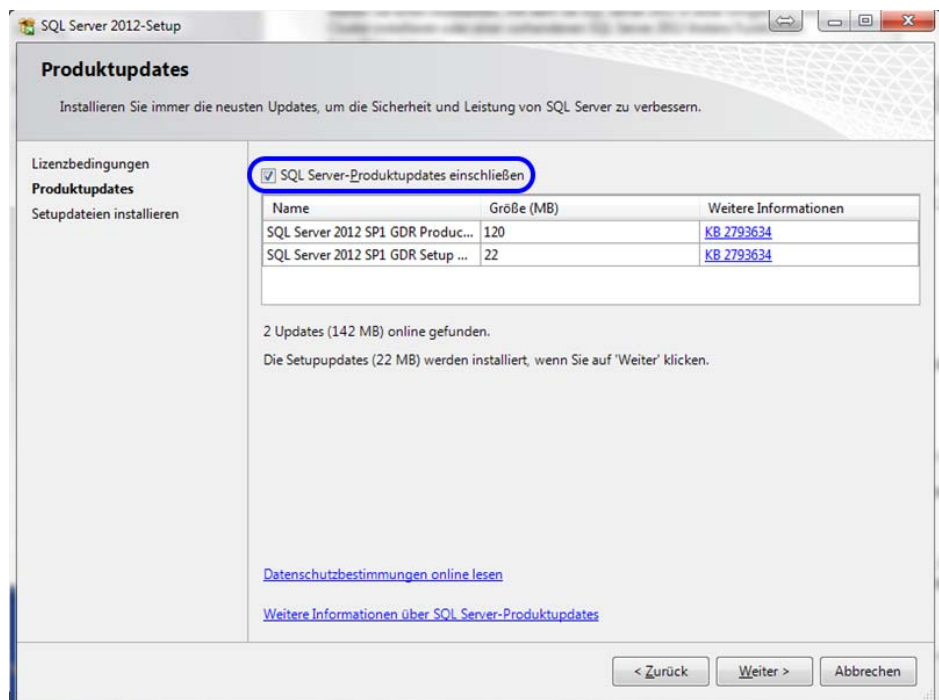 SQL Server 2012-Setup
Produktupdates
Installieren Sie immer die neusten Updates, um die Sicherheit und Leistung von SQL Server zu verbessern.
Lizenzbedingungen
Produktupdates
Setupdateien installieren
SQL Server-Produktupdates einschließen
Name Größe (MB) Weitere Informationen
SQL Server 2012 SP1 GDR Produc... 120 KB 2793634
SQL Server 2012 SP1 GDR Setup ... 22 KB 2793634
2 Updates (142 MB) online gefunden.
Die Setupupdates (22 MB) werden installiert, wenn Sie auf 'Weiter' klicken.
Datenschutzbestimmungen online lesen
Weitere Informationen über SQL Server-Produktupdates
< Zurück Weiter > Abbrechen